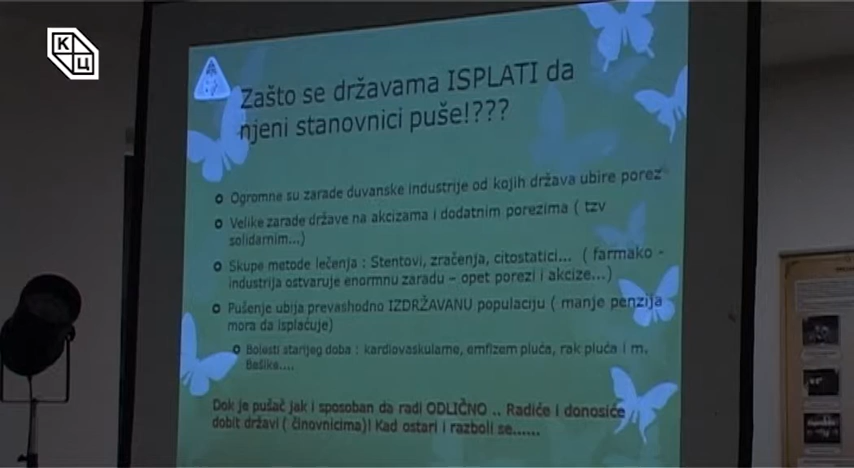 К
Ц
Zašto se državama ISPLATI da
njeni stanovnici puše!???
Ogromne su zarade duvanske industrije od kojih država ubire porez
Velike zarade države na akcizama i dodatnim porezima ( tzv
solidarnim...)
Skupe metode lečenja : Stentovi, zračenja, citostatici... ( farmako -
industrija ostvaruje enormnu zaradu – opet porezi i akcize...)
Pušenje ubija prevashodno IZDRŽAVANU populaciju ( manje penzija
mora da isplaćuje)
Bolesti starijeg doba : kardiovaskularne, emfizem pluća, rak pluća i m.
Bešike....
Dok je pušač jak i sposoban da radi ODLIČNO .. Radiće i donosiće
dobit državi ( činovnicima)! Kad ostari i razboli se......